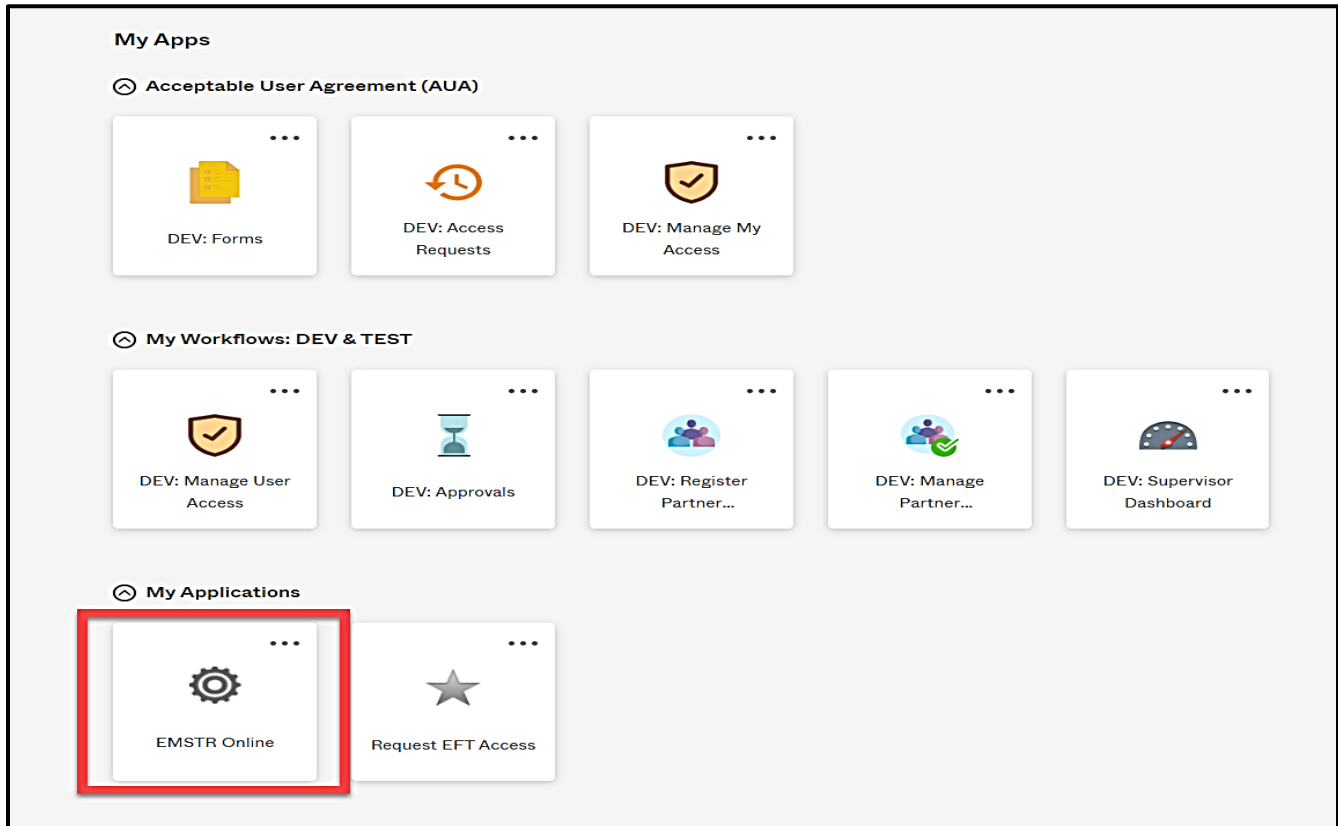 My Apps
Acceptable User Agreement (AUA)
DEV: Forms
DEV: Access
Requests
DEV: Manage My
Access
My Workflows: DEV & TEST
DEV: Manage User
Access
DEV: Approvals
DEV: Register
Partner...
DEV: Manage
Partner...
DEV: Supervisor
Dashboard
My Applications
EMSTR Online
Request EFT Access